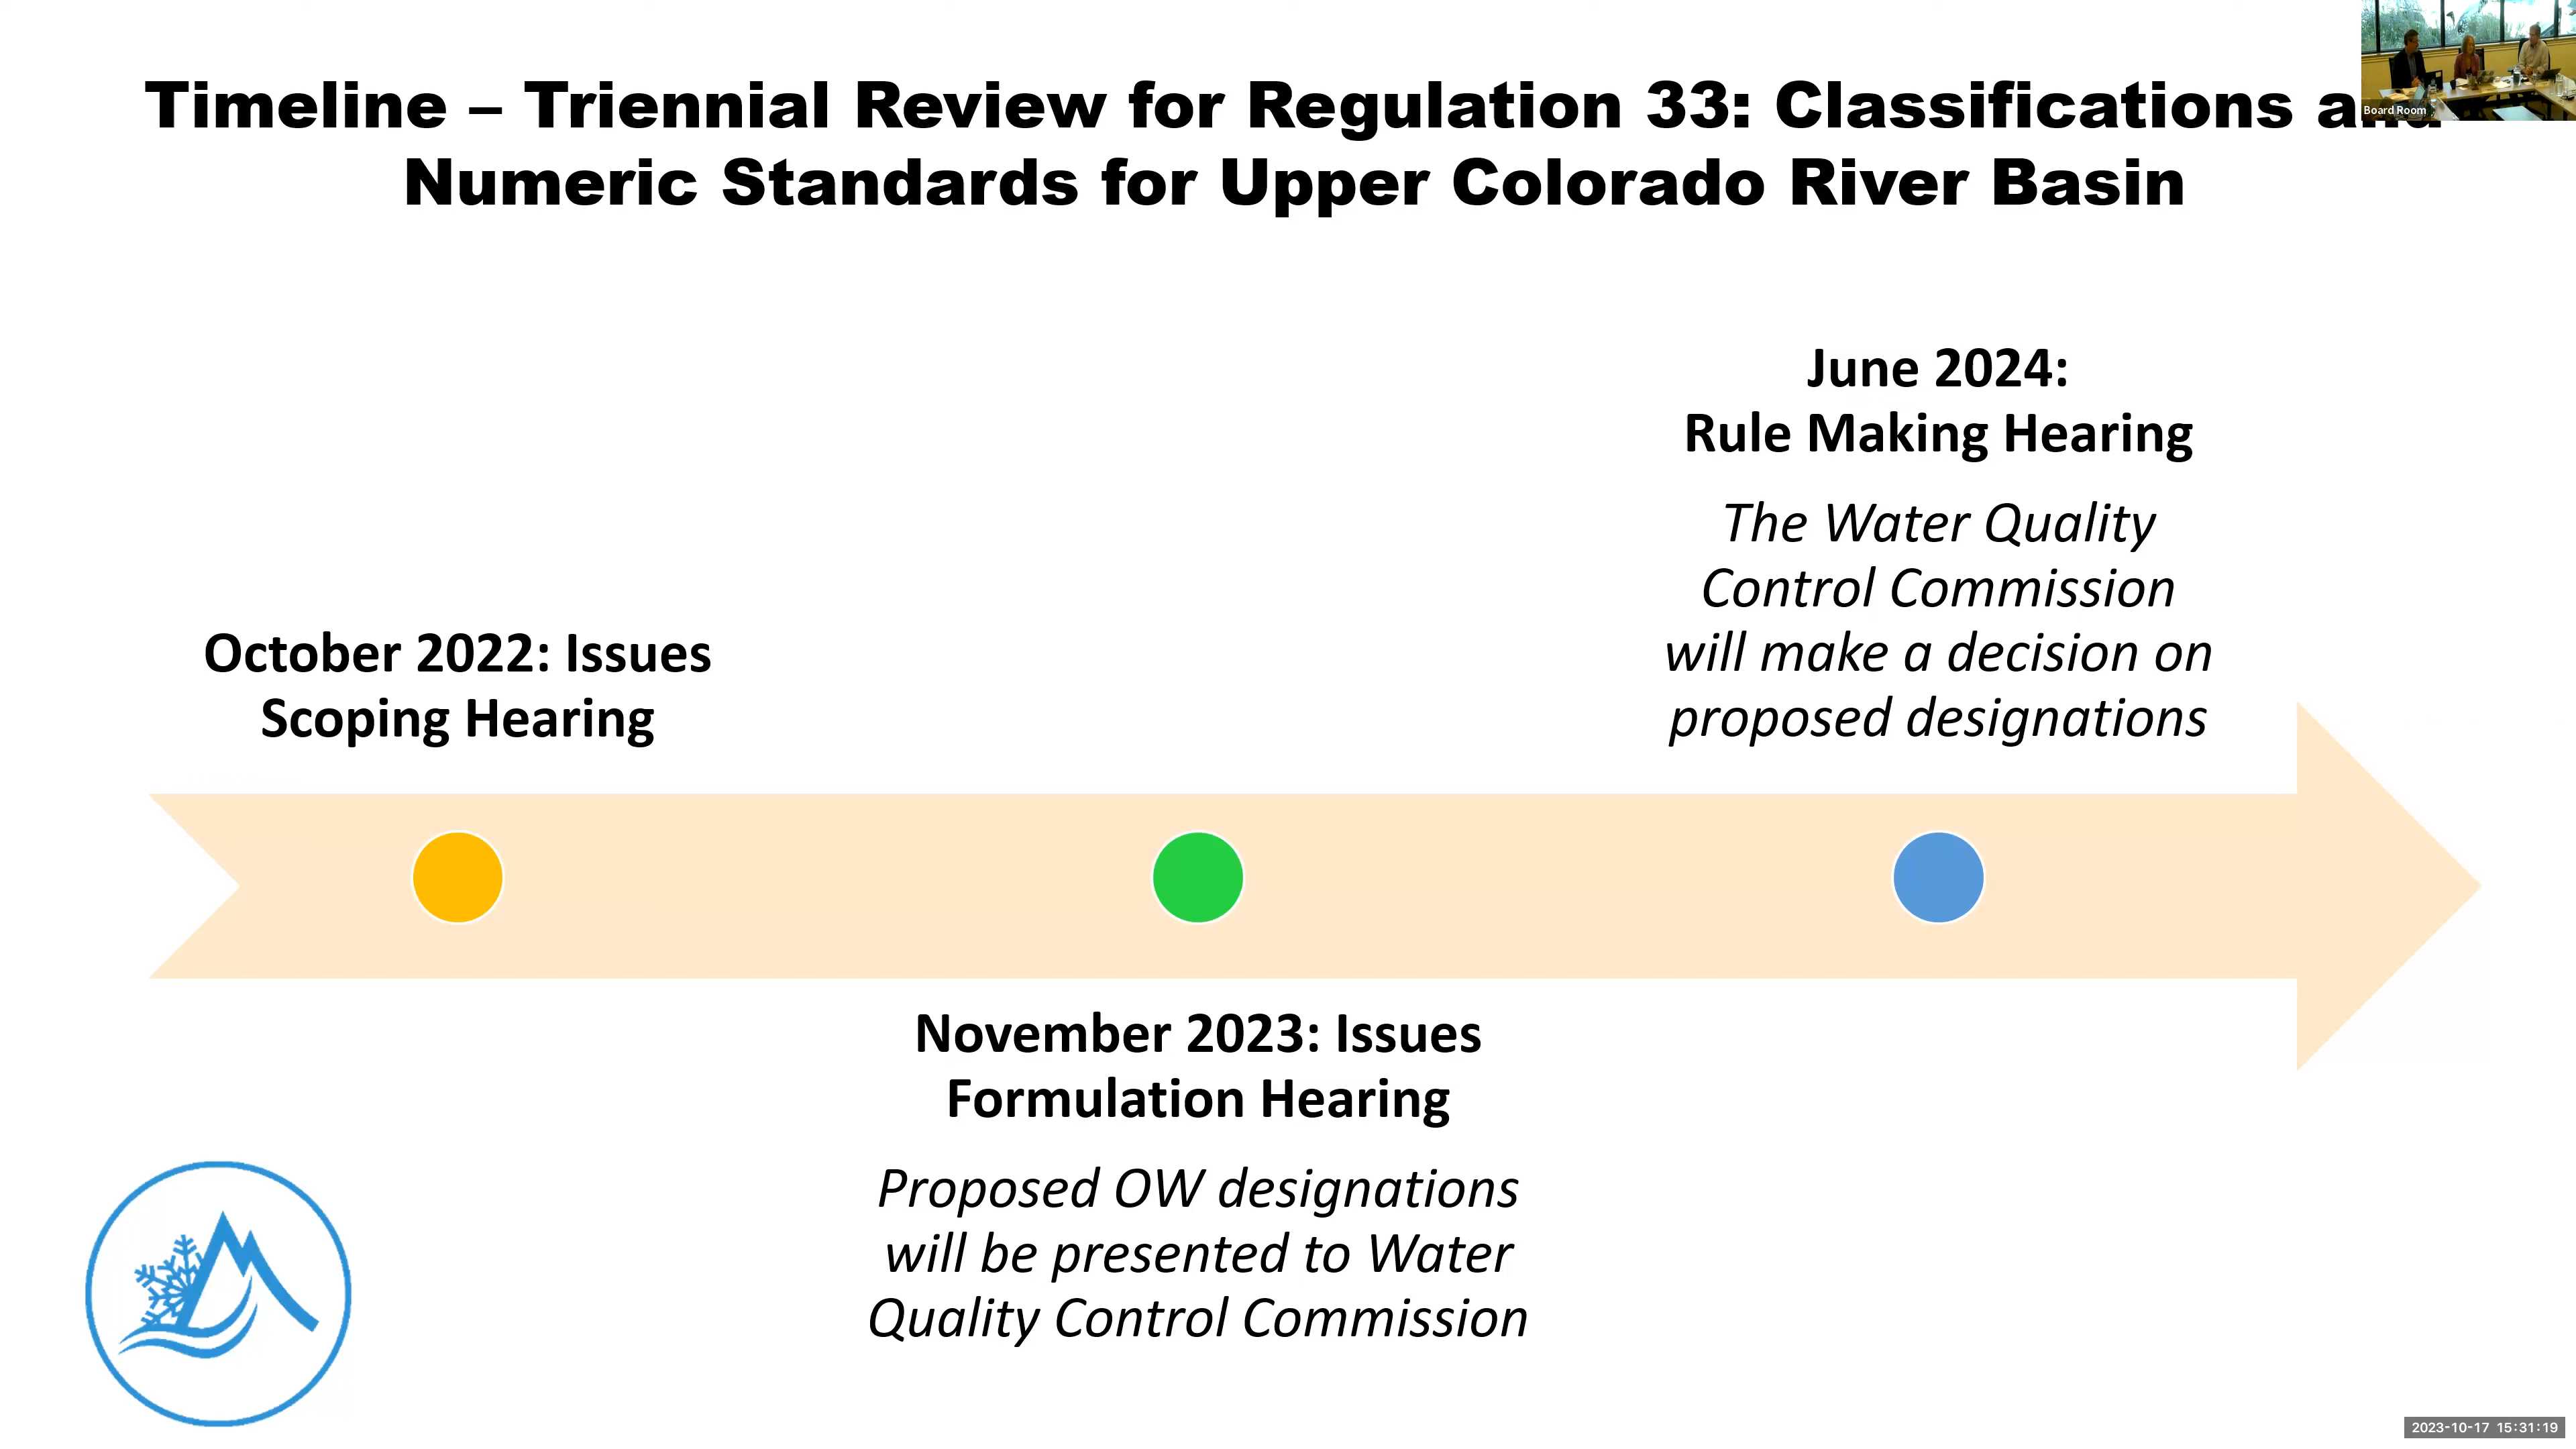 Timeline – Triennial Review for Regulation 33: Classifications and
Numeric Standards for Upper Colorado River Basin
Board Room
October 2022: Issues
Scoping Hearing
November 2023: Issues
Formulation Hearing
Proposed OW designations
will be presented to Water
Quality Control Commission
June 2024:
Rule Making Hearing
The Water Quality
Control Commission
will make a decision on
proposed designations
2023-10-17 15:31:19